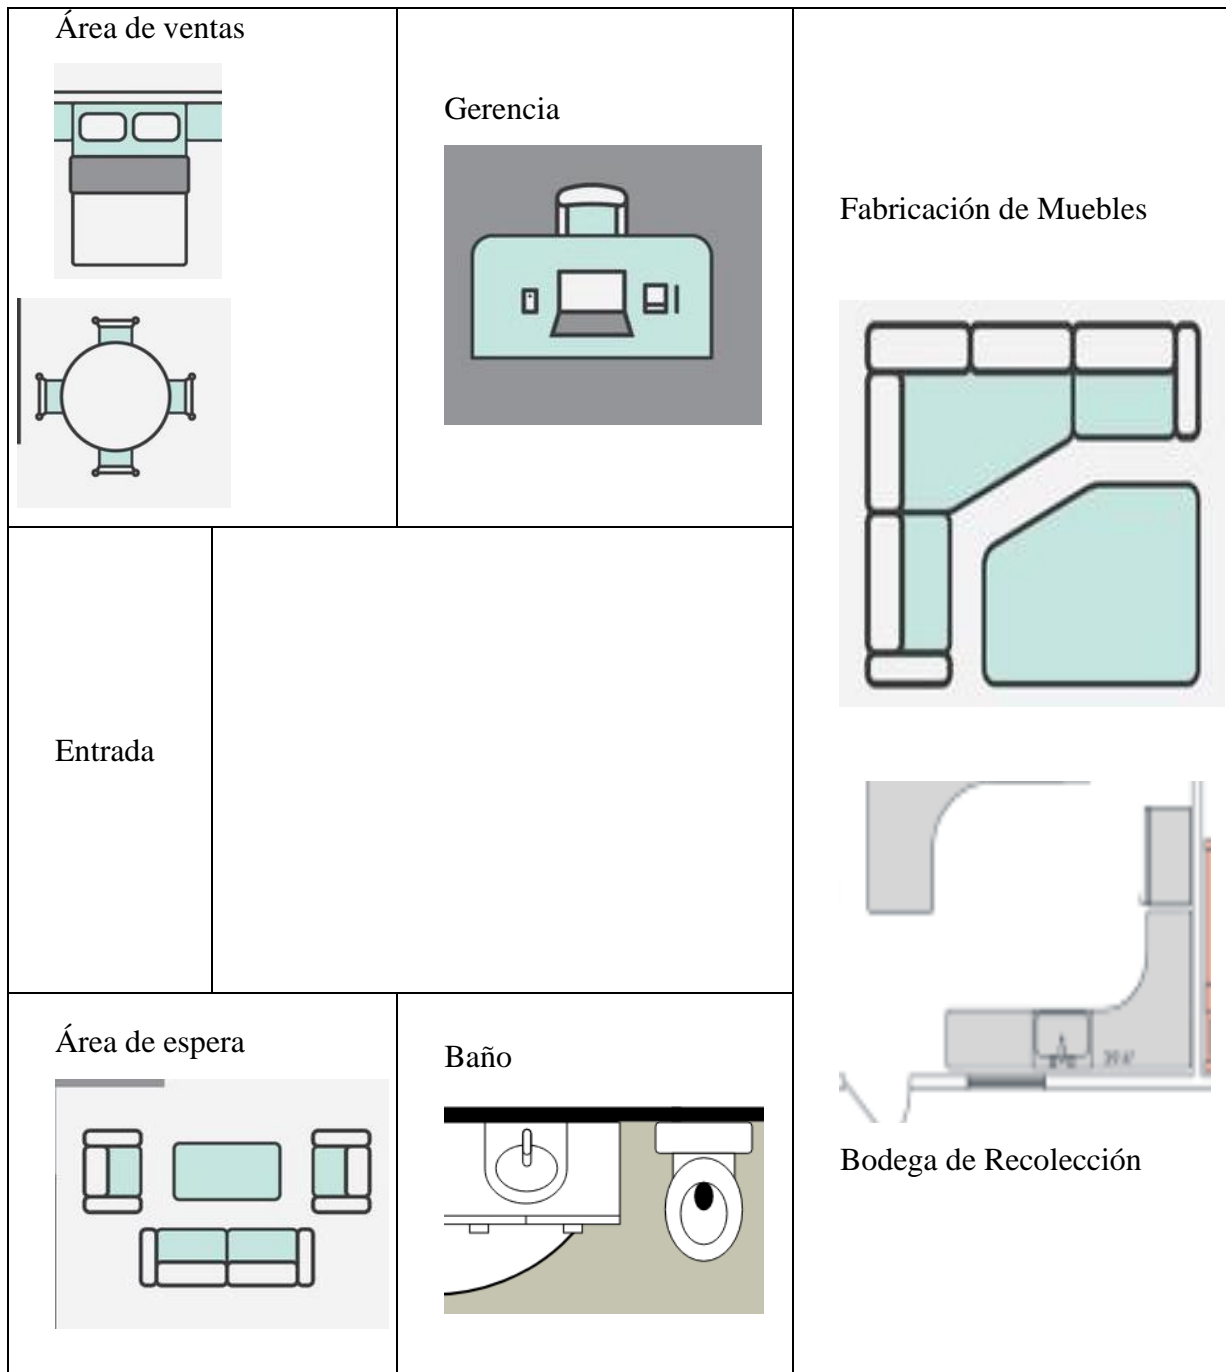 Área de ventas
Gerencia
Fabricación de Muebles
Entrada
Área de espera
Baño
Bodega de Recolección